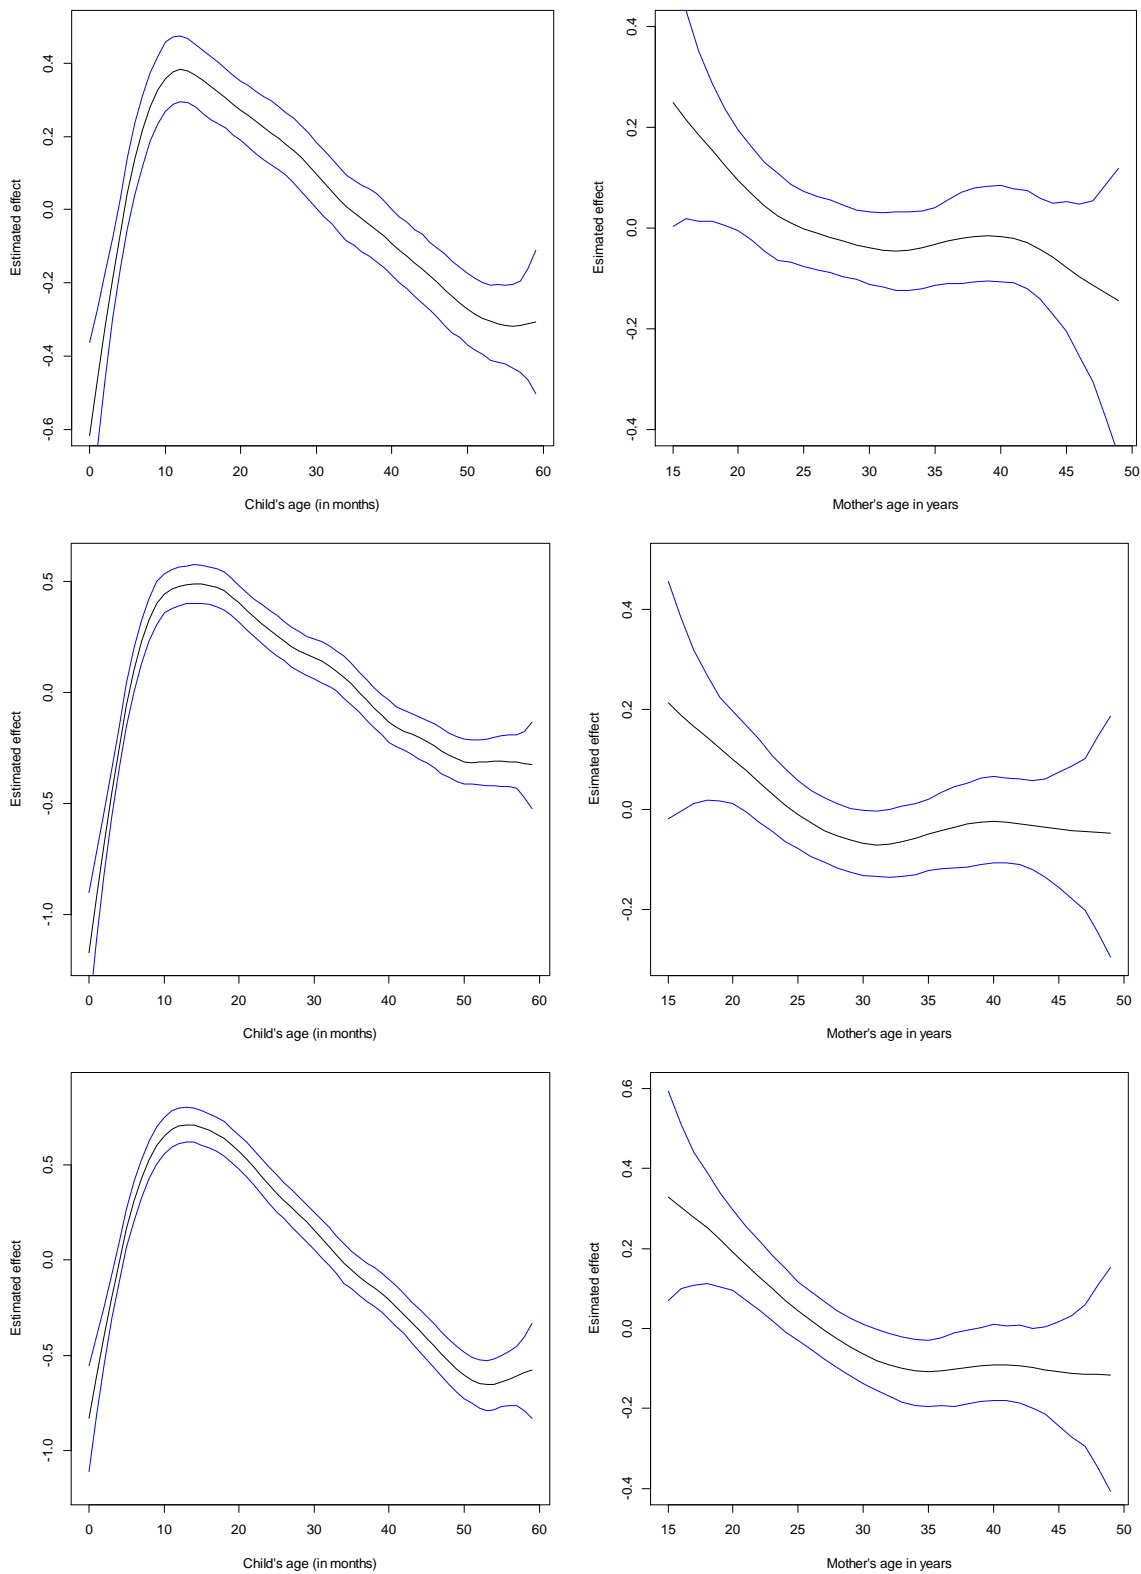 0.4
0.2
0.0
-0.2
-0.4
-0.6
Estimated effect
0 10 20 30 40 50 60
Child's age (in months)
0.4
0.2
0.0
-0.2
-0.4
Esimated effect
15 20 25 30 35 40 45 50
Mother's age in years
0.5
0.0
-0.5
-1.0
Estimated effect
0 10 20 30 40 50 60
Child's age (in months)
0.4
0.2
0.0
-0.2
Esimated effect
15 20 25 30 35 40 45 50
Mother's age in years
0.5
0.0
-0.5
-1.0
Estimated effect
0 10 20 30 40 50 60
Child's age (in months)
0.6
0.4
0.2
0.0
-0.2
-0.4
Esimated effect
15 20 25 30 35 40 45 50
Mother's age in years